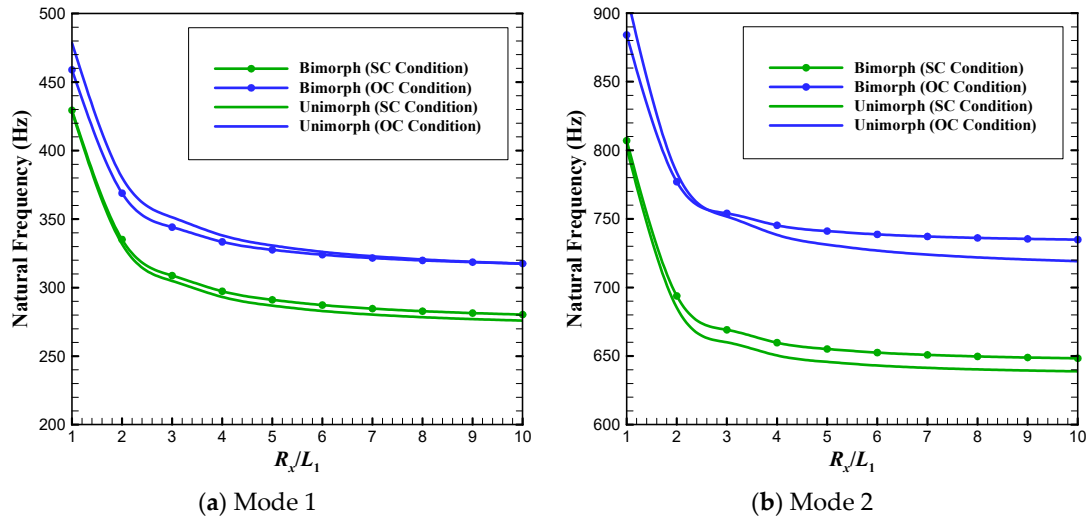 500
450
400
350
300
250
200
Natural Frequency (Hz)
Bimorph (SC Condition)
Bimorph (OC Condition)
Unimorph (SC Condition)
Unimorph (OC Condition)
1 2 3 4 5 6 7 8 9 10
Rₓ/L₁
(a) Mode 1
900
850
800
750
700
650
600
Natural Frequency (Hz)
Bimorph (SC Condition)
Bimorph (OC Condition)
Unimorph (SC Condition)
Unimorph (OC Condition)
1 2 3 4 5 6 7 8 9 10
Rₓ/L₁
(b) Mode 2